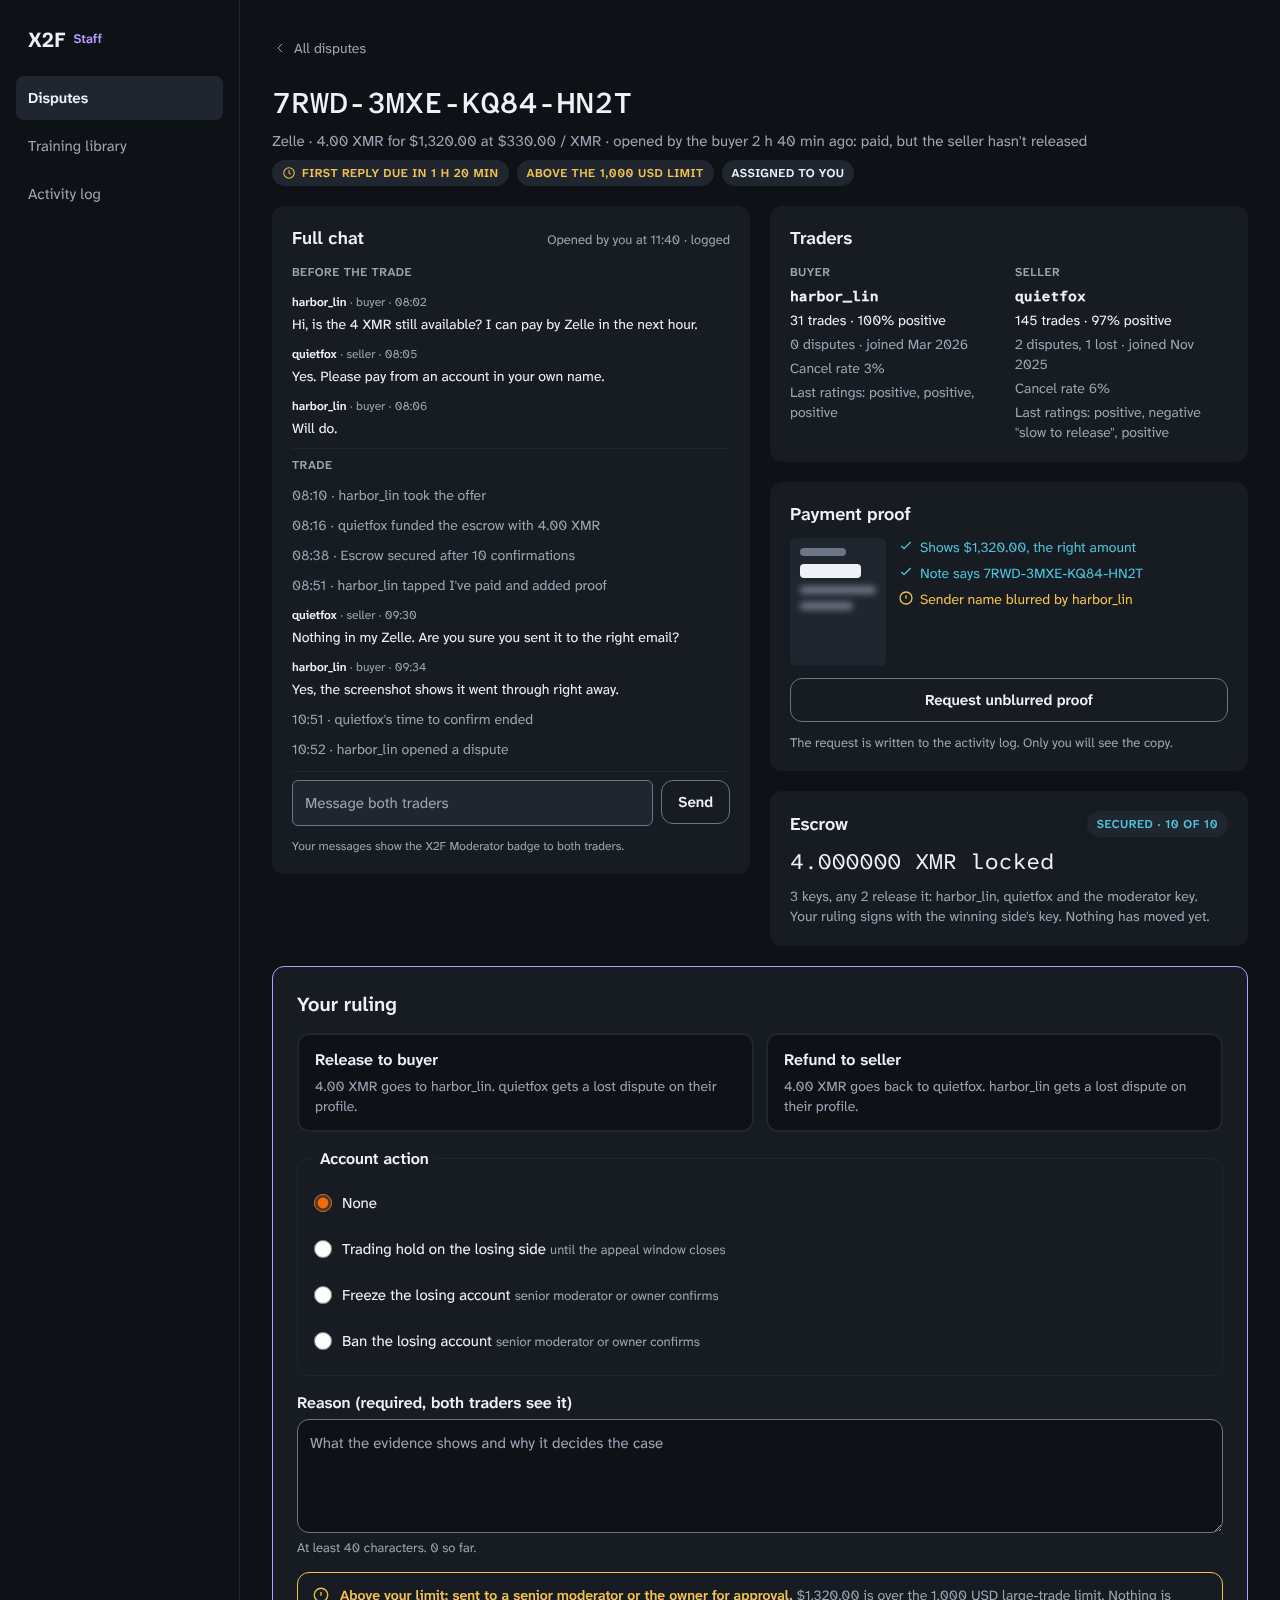 X2F Staff
Disputes
Training library
Activity log
All disputes
7RWD-3MXE-KQ84-HN2T
Zelle · 4.00 XMR for $1,320.00 at $330.00 / XMR · opened by the buyer 2 h 40 min ago: paid, but the seller hasn't released
FIRST REPLY DUE IN 1 H 20 MIN
ABOVE THE 1,000 USD LIMIT
ASSIGNED TO YOU
Full chat
Opened by you at 11:40 · logged
BEFORE THE TRADE
harbor_lin · buyer · 08:02
Hi, is the 4 XMR still available? I can pay by Zelle in the next hour.
quietfox · seller · 08:05
Yes. Please pay from an account in your own name.
harbor_lin · buyer · 08:06
Will do.
TRADE
08:10 · harbor_lin took the offer
08:16 · quietfox funded the escrow with 4.00 XMR
08:38 · Escrow secured after 10 confirmations
08:51 · harbor_lin tapped I've paid and added proof
quietfox · seller · 09:30
Nothing in my Zelle. Are you sure you sent it to the right email?
harbor_lin · buyer · 09:34
Yes, the screenshot shows it went through right away.
10:51 · quietfox's time to confirm ended
10:52 · harbor_lin opened a dispute
Message both traders
Send
Your messages show the X2F Moderator badge to both traders.
Traders
BUYER
harbor_lin
31 trades · 100% positive
0 disputes · joined Mar 2026
Cancel rate 3%
Last ratings: positive, positive,
positive
SELLER
quietfox
145 trades · 97% positive
2 disputes, 1 lost · joined Nov
2025
Cancel rate 6%
Last ratings: positive, negative
"slow to release", positive
Payment proof
Shows $1,320.00, the right amount
Note says 7RWD-3MXE-KQ84-HN2T
Sender name blurred by harbor_lin
Request unblurred proof
The request is written to the activity log. Only you will see the copy.
Escrow
SECURED · 10 OF 10
4.000000 XMR locked
3 keys, any 2 release it: harbor_lin, quietfox and the moderator key.
Your ruling signs with the winning side's key. Nothing has moved yet.
Your ruling
Release to buyer
4.00 XMR goes to harbor_lin. quietfox gets a lost dispute on their
profile.
Refund to seller
4.00 XMR goes back to quietfox. harbor_lin gets a lost dispute on
their profile.
Account action
None
Trading hold on the losing side until the appeal window closes
Freeze the losing account senior moderator or owner confirms
Ban the losing account senior moderator or owner confirms
Reason (required, both traders see it)
What the evidence shows and why it decides the case
At least 40 characters. 0 so far.
Above your limit: sent to a senior moderator or the owner for approval. $1,320.00 is over the 1,000 USD large-trade limit. Nothing is